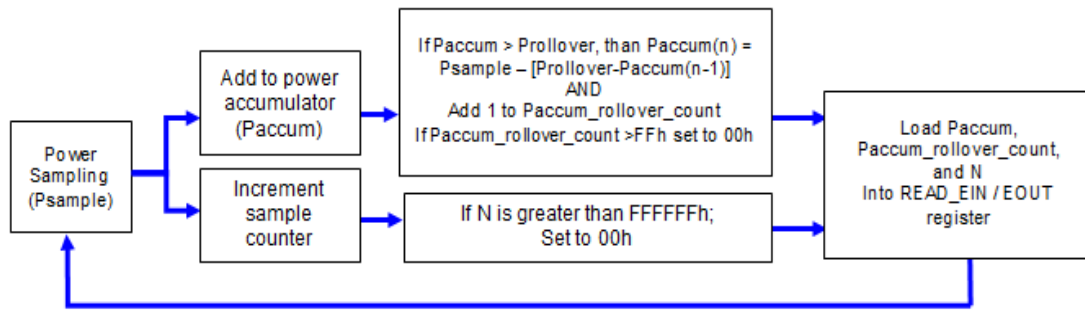 Power
Sampling
(Psample)
Add to power
accumulator
(Paccum)
Increment
sample
counter
If Paccum > Prollover, than Paccum(n) =
Psample – [Prollover-Paccum(n-1)]
AND
Add 1 to Paccum_rollover_count
If Paccum_rollover_count >FFh set to 00h
If N is greater than FFFFFFh;
Set to 00h
Load Paccum,
Paccum_rollover_count,
and N
Into READ_EIN / EOUT
register